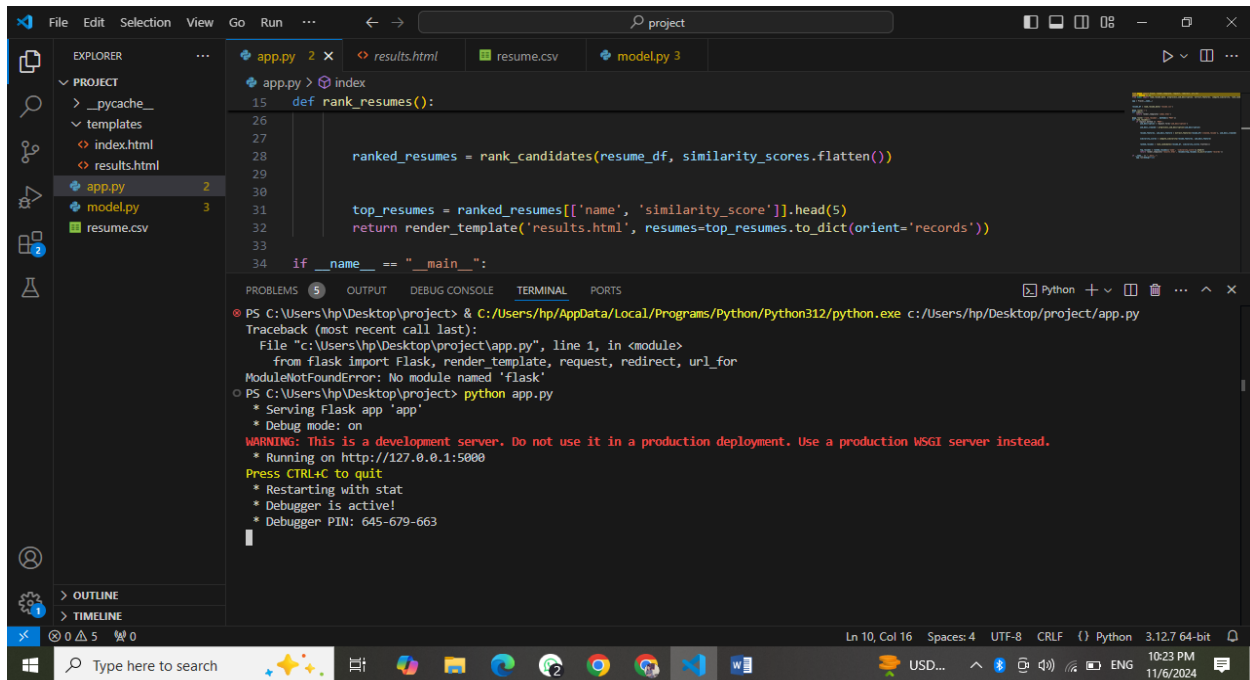 File Edit Selection View Go Run ··· project
EXPLORER ···
PROJECT
__pycache__
templates
index.html
results.html
app.py 2
model.py 3
resume.csv
OUTLINE
TIMELINE
app.py 2 results.html resume.csv model.py 3
app.py > index
15 def rank_resumes():
26
27
28 ranked_resumes = rank_candidates(resume_df, similarity_scores.flatten())
29
30
31 top_resumes = ranked_resumes[['name', 'similarity_score']].head(5)
32 return render_template('results.html', resumes=top_resumes.to_dict(orient='records'))
33
34 if __name__ == "__main__":
PROBLEMS 5 OUTPUT DEBUG CONSOLE TERMINAL PORTS Python
PS C:\Users\hp\Desktop\project> & C:/Users/hp/AppData/Local/Programs/Python/Python312/python.exe c:/Users/hp/Desktop/project/app.py
Traceback (most recent call last):
File "c:\Users\hp\Desktop\project\app.py", line 1, in <module>
from flask import Flask, render_template, request, redirect, url_for
ModuleNotFoundError: No module named 'flask'
PS C:\Users\hp\Desktop\project> python app.py
* Serving Flask app 'app'
* Debug mode: on
WARNING: This is a development server. Do not use it in a production deployment. Use a production WSGI server instead.
* Running on http://127.0.0.1:5000
Press CTRL+C to quit
* Restarting with stat
* Debugger is active!
* Debugger PIN: 645-679-663
2
1
0 5 0 Ln 10, Col 16 Spaces: 4 UTF-8 CRLF {} Python 3.12.7 64-bit
Type here to search USD... ENG 10:23 PM
11/6/2024